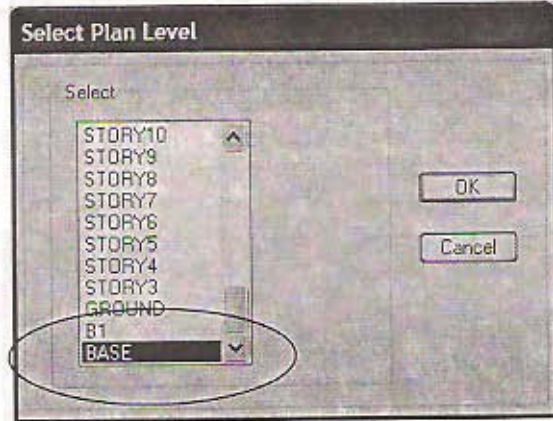 Select Plan Level
Select
STORY10
STORY9
STORY8
STORY7
STORY6
STORY5
STORY4
STORY3
GROUND
B1
BASE
OK
Cancel